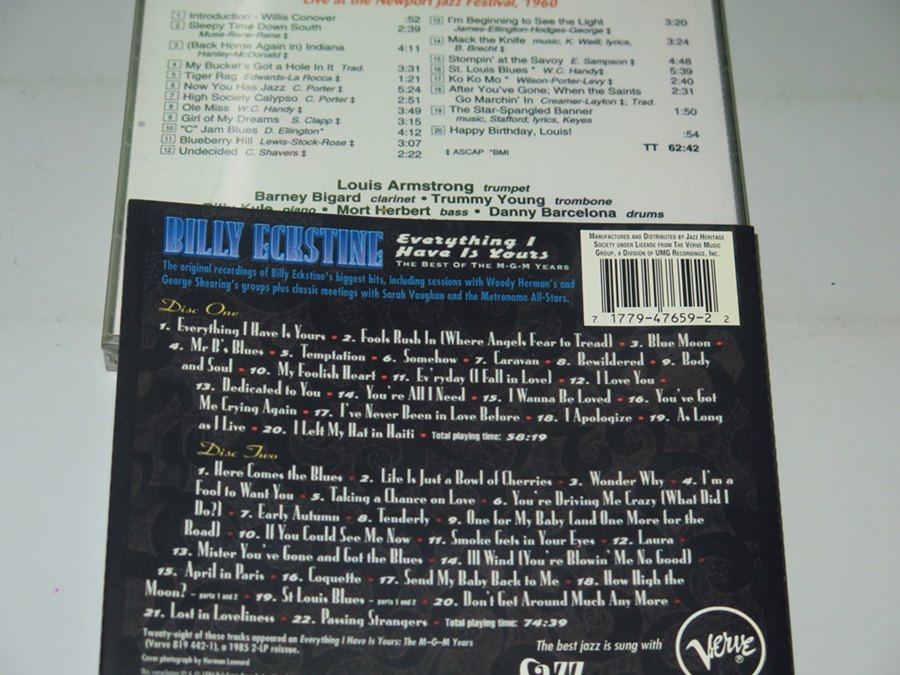 Live at the Newport Jazz Festival, 1960
1 Introduction - Willis Conover :52
2 Sleepy Time Down South 2:39
Muse-Rene-Rene ‡
3 (Back Home Again in) Indiana 4:11
Hanley-McDonald ‡
4 My Bucket's Got a Hole In It Trad. 3:31
5 Tiger Rag Edwards-La Rocca ‡ 1:21
6 Now You Has Jazz C. Porter ‡ 5:24
7 High Society Calypso C. Porter ‡ 2:51
8 Ole Miss W.C. Handy ‡ 3:49
9 Girl of My Dreams S. Clapp ‡ 3:15
10 "C" Jam Blues D. Ellington* 4:12
11 Blueberry Hill Lewis-Stock-Rose ‡ 3:07
12 Undecided C. Shavers ‡ 2:22
13 I'm Beginning to See the Light 3:20
James-Ellington-Hodges-George ‡
14 Mack the Knife music, K. Weill; lyrics, 3:24
B. Brecht ‡
15 Stompin' at the Savoy E. Sampson ‡ 4:48
16 St. Louis Blues * W.C. Handy‡ 5:39
17 Ko Ko Mo * Wilson-Porter-Levy ‡ 2:40
18 After You've Gone; When the Saints 2:31
Go Marchin' In Creamer-Layton ‡; Trad.
19 The Star-Spangled Banner 1:50
music, Stafford; lyrics, Keyes
20 Happy Birthday, Louis! :54
‡ ASCAP *BMI TT 62:42
Louis Armstrong trumpet
Barney Bigard clarinet • Trummy Young trombone
Billy Kyle piano • Mort Herbert bass • Danny Barcelona drums
BILLY ECKSTINE Everything I
Have Is Yours
THE BEST OF THE M-G-M YEARS
The original recordings of Billy Eckstine's biggest hits, including sessions with Woody Herman's and
George Shearing's groups plus classic meetings with Sarah Vaughan and the Metronome All-Stars.
MANUFACTURED AND DISTRIBUTED BY JAZZ HERITAGE
SOCIETY UNDER LICENSE FROM THE VERVE MUSIC
GROUP, A DIVISION OF UMG RECORDINGS, INC.
7 1779-47659-2 2
Disc One
1. Everything I Have Is Yours • 2. Fools Rush In (Where Angels Fear to Tread) • 3. Blue Moon •
4. Mr B's Blues • 5. Temptation • 6. Somehow • 7. Caravan • 8. Bewildered • 9. Body
and Soul • 10. My Foolish Heart • 11. Ev'ryday (I Fall in Love) • 12. I Love You •
13. Dedicated to You • 14. You're All I Need • 15. I Wanna Be Loved • 16. You've Got
Me Crying Again • 17. I've Never Been in Love Before • 18. I Apologize • 19. As Long
as I Live • 20. I Left My Hat in Haiti • Total playing time: 58:19
Disc Two
1. Here Comes the Blues • 2. Life Is Just a Bowl of Cherries • 3. Wonder Why • 4. I'm a
Fool to Want You • 5. Taking a Chance on Love • 6. You're Driving Me Crazy (What Did I
Do?) • 7. Early Autumn • 8. Tenderly • 9. One for My Baby (and One More for the
Road) • 10. If You Could See Me Now • 11. Smoke Gets in Your Eyes • 12. Laura •
13. Mister You've Gone and Got the Blues • 14. Ill Wind (You're Blowin' Me No Good) •
15. April in Paris • 16. Coquette • 17. Send My Baby Back to Me • 18. How High the
Moon? – parts 1 and 2 • 19. St Louis Blues – parts 1 and 2 • 20. Don't Get Around Much Any More •
21. Lost in Loveliness • 22. Passing Strangers • Total playing time: 74:39
Twenty-eight of these tracks appeared on Everything I Have Is Yours: The M-G-M Years
(Verve 819 442-1), a 1985 2-LP reissue.
Cover photograph by Herman Leonard
The best jazz is sung with
Verve